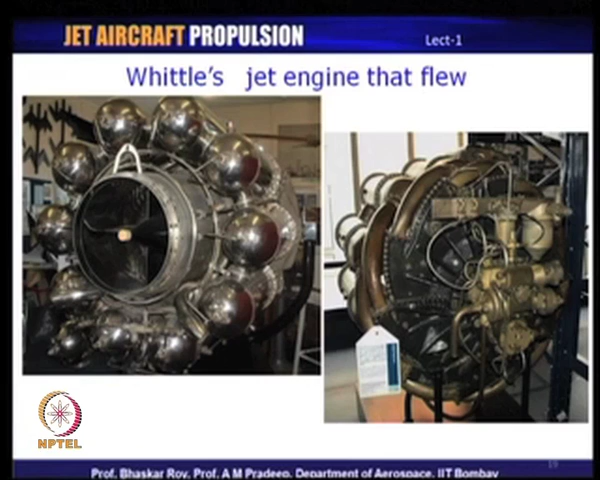 JET AIRCRAFT PROPULSION
Lect-1
Whittle's jet engine that flew
NPTEL
19
Prof. Bhaskar Roy, Prof. A M Pradeep, Department of Aerospace, IIT Bombay